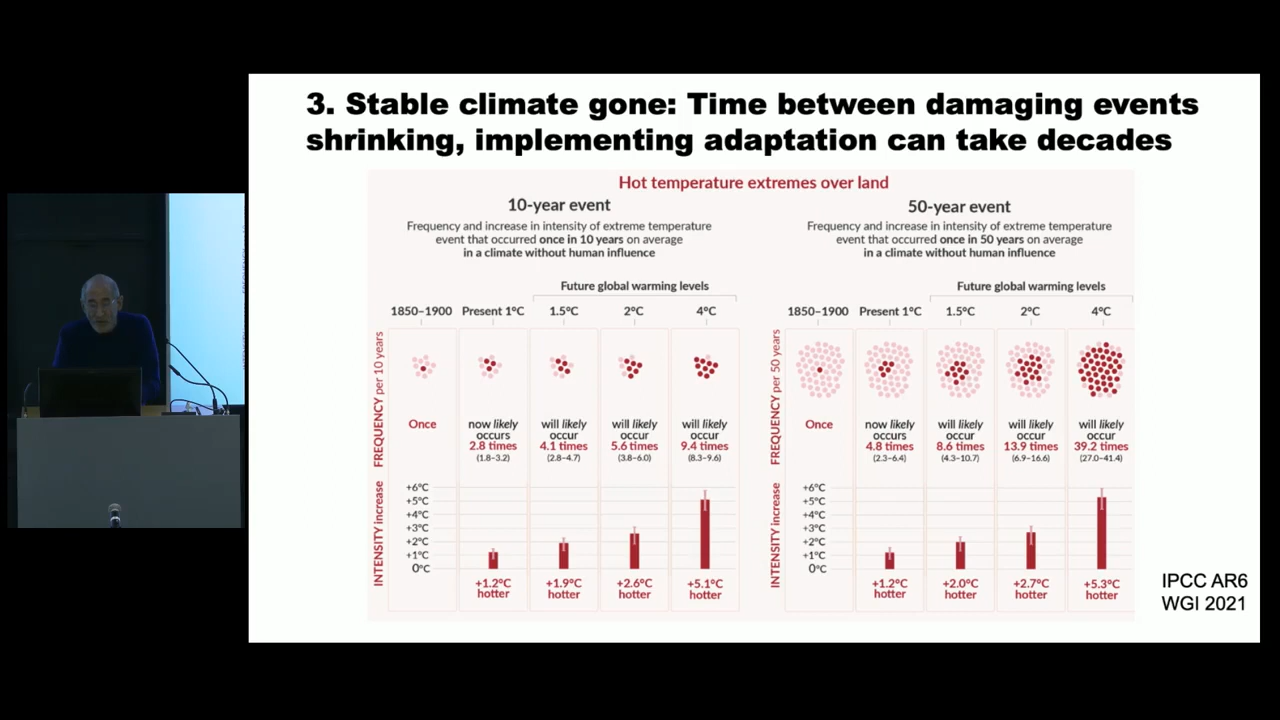 3. Stable climate gone: Time between damaging events
shrinking, implementing adaptation can take decades
Hot temperature extremes over land
10-year event
Frequency and increase in intensity of extreme temperature
event that occurred once in 10 years on average
in a climate without human influence
Future global warming levels
1850–1900 Present 1°C 1.5°C 2°C 4°C
FREQUENCY per 10 years
Once
now likely
occurs
2.8 times
(1.8–3.2)
will likely
occur
4.1 times
(2.8–4.7)
will likely
occur
5.6 times
(3.8–6.0)
will likely
occur
9.4 times
(8.3–9.6)
INTENSITY increase
+6°C
+5°C
+4°C
+3°C
+2°C
+1°C
0°C
+1.2°C
hotter
+1.9°C
hotter
+2.6°C
hotter
+5.1°C
hotter
50-year event
Frequency and increase in intensity of extreme temperature
event that occurred once in 50 years on average
in a climate without human influence
Future global warming levels
1850–1900 Present 1°C 1.5°C 2°C 4°C
FREQUENCY per 50 years
Once
now likely
occurs
4.8 times
(2.3–6.4)
will likely
occur
8.6 times
(4.3–10.7)
will likely
occur
13.9 times
(6.9–16.6)
will likely
occur
39.2 times
(27.0–41.4)
INTENSITY increase
+6°C
+5°C
+4°C
+3°C
+2°C
+1°C
0°C
+1.2°C
hotter
+2.0°C
hotter
+2.7°C
hotter
+5.3°C
hotter
IPCC AR6
WGI 2021